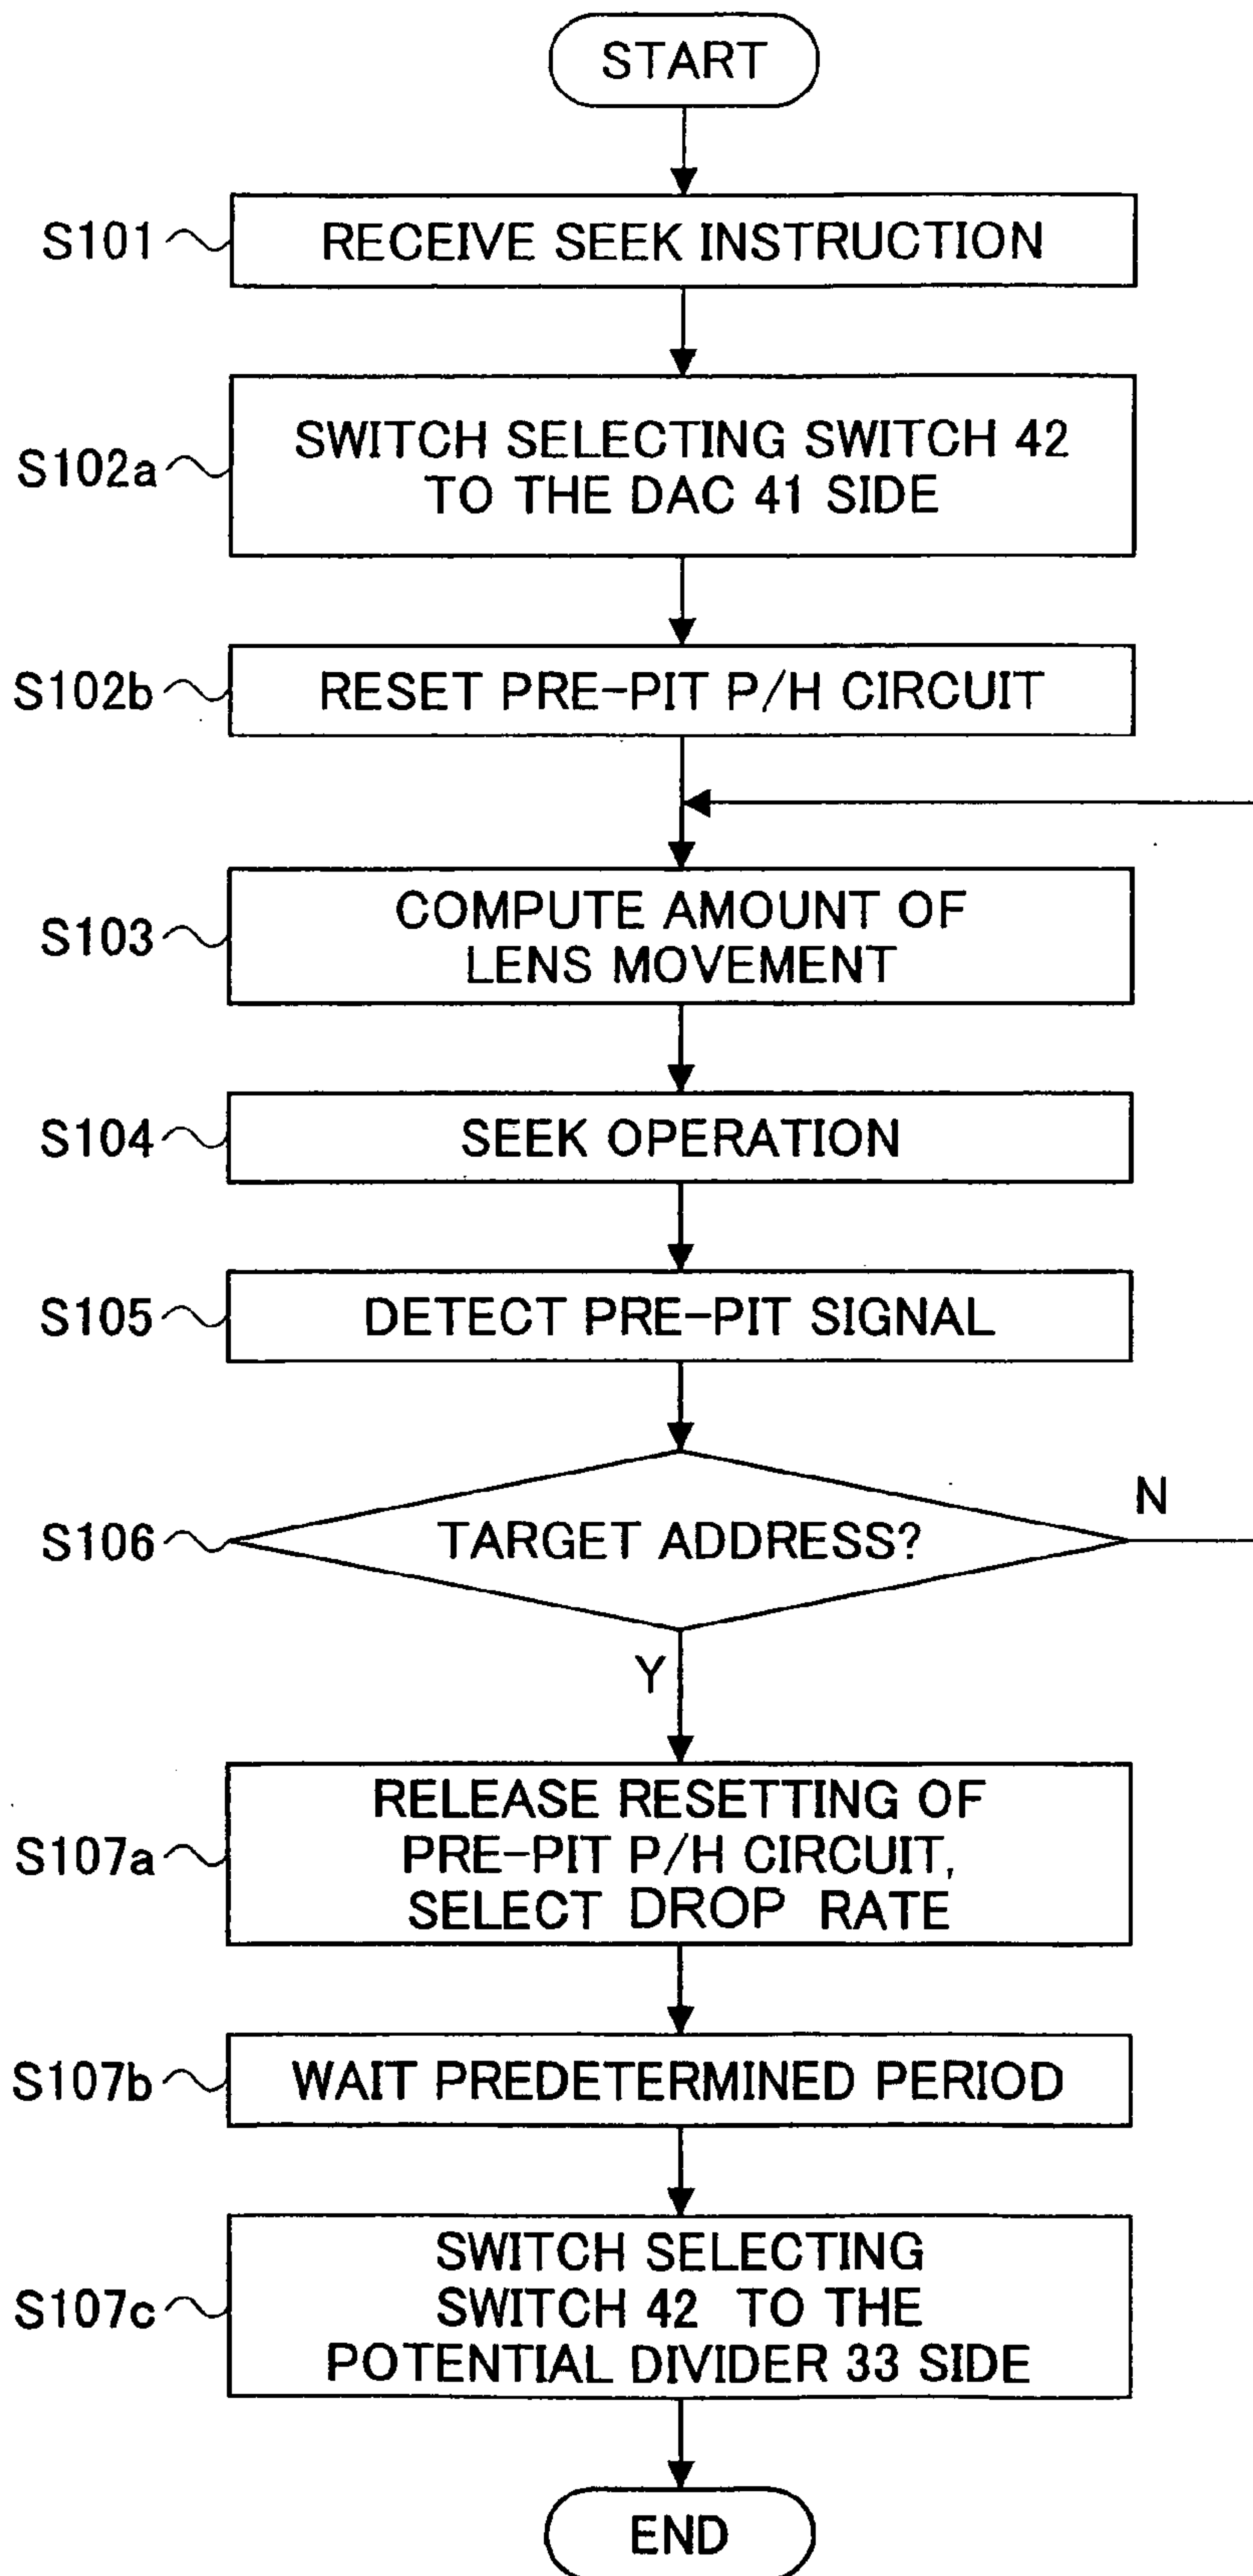 START
S101
RECEIVE SEEK INSTRUCTION
S102a
SWITCH SELECTING SWITCH 42
TO THE DAC 41 SIDE
S102b
RESET PRE-PIT P/H CIRCUIT
S103
COMPUTE AMOUNT OF
LENS MOVEMENT
S104
SEEK OPERATION
S105
DETECT PRE-PIT SIGNAL
S106
TARGET ADDRESS?
N
Y
S107a
RELEASE RESETTING OF
PRE-PIT P/H CIRCUIT,
SELECT DROP RATE
S107b
WAIT PREDETERMINED PERIOD
S107c
SWITCH SELECTING
SWITCH 42 TO THE
POTENTIAL DIVIDER 33 SIDE
END